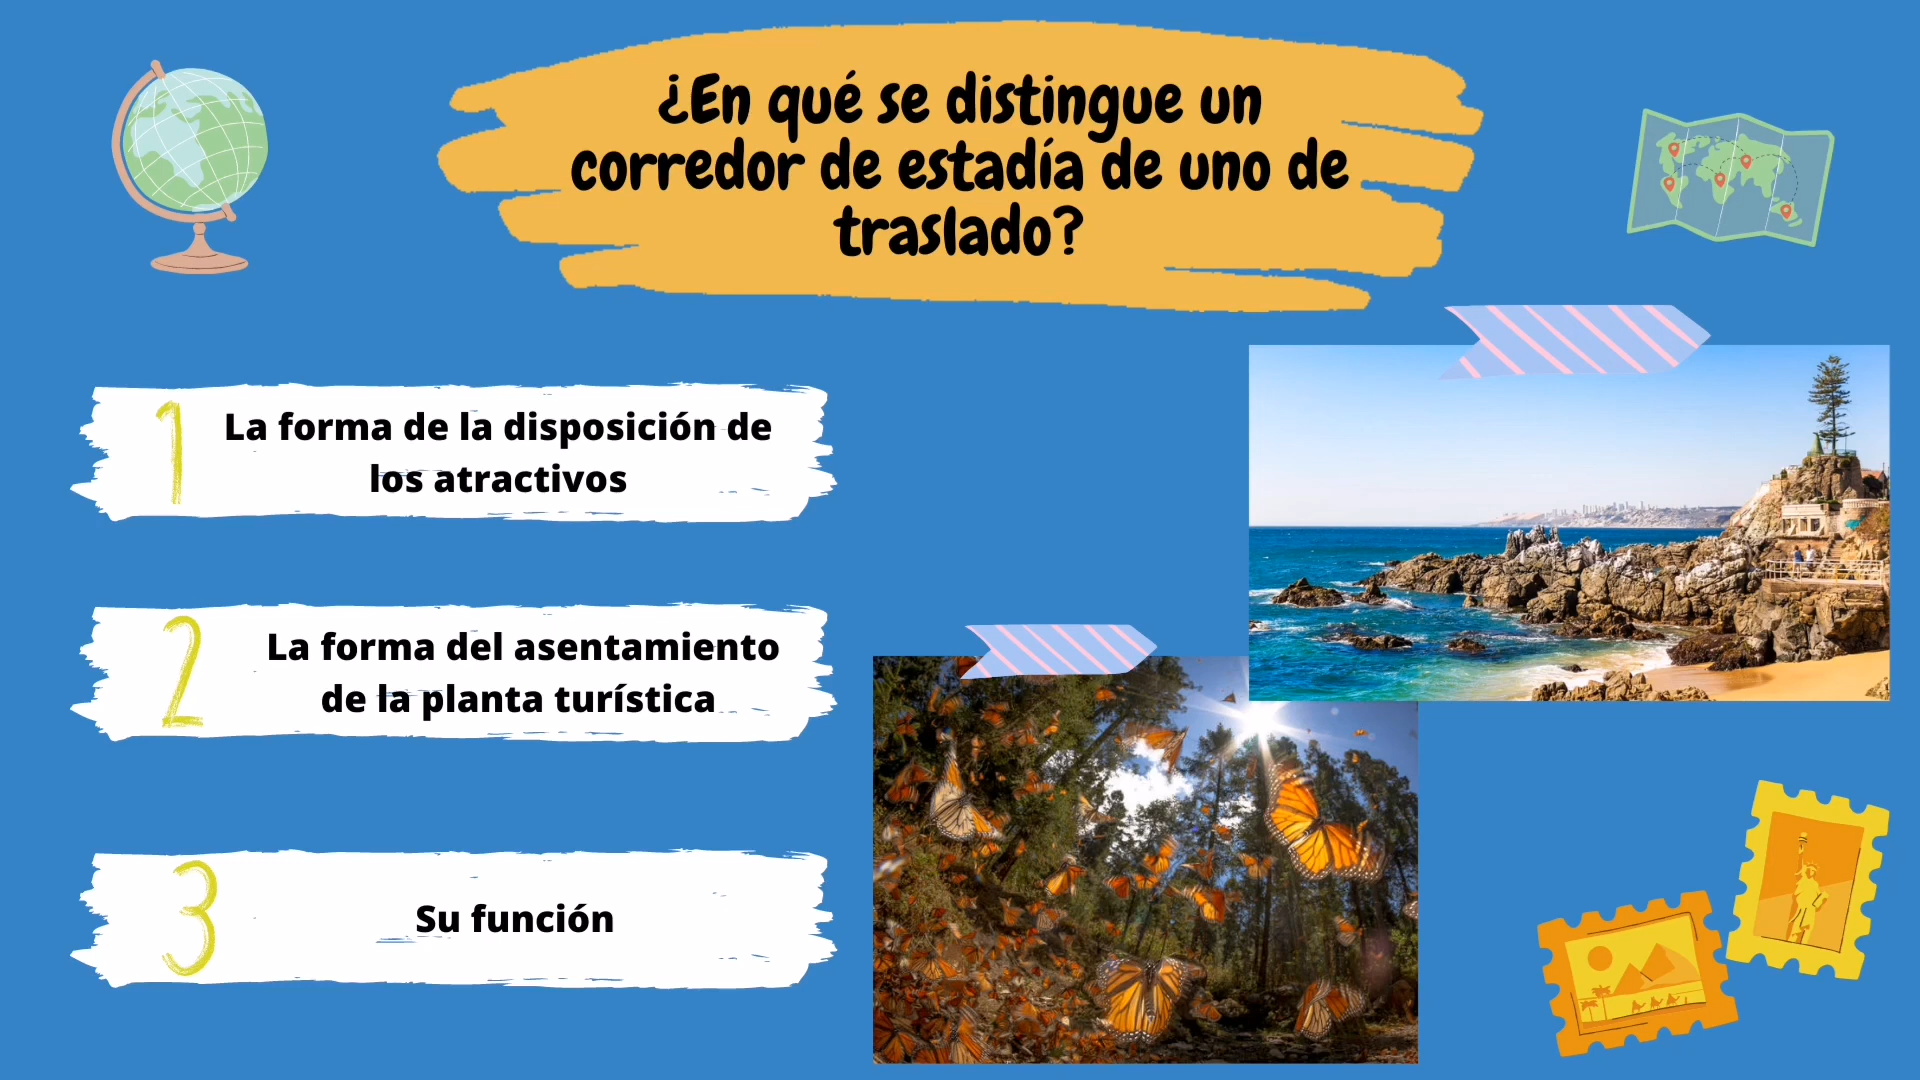 ¿En qué se distingue un
corredor de estadía de uno de
traslado?
1 La forma de la disposición de
los atractivos
2 La forma del asentamiento
de la planta turística
3 Su función